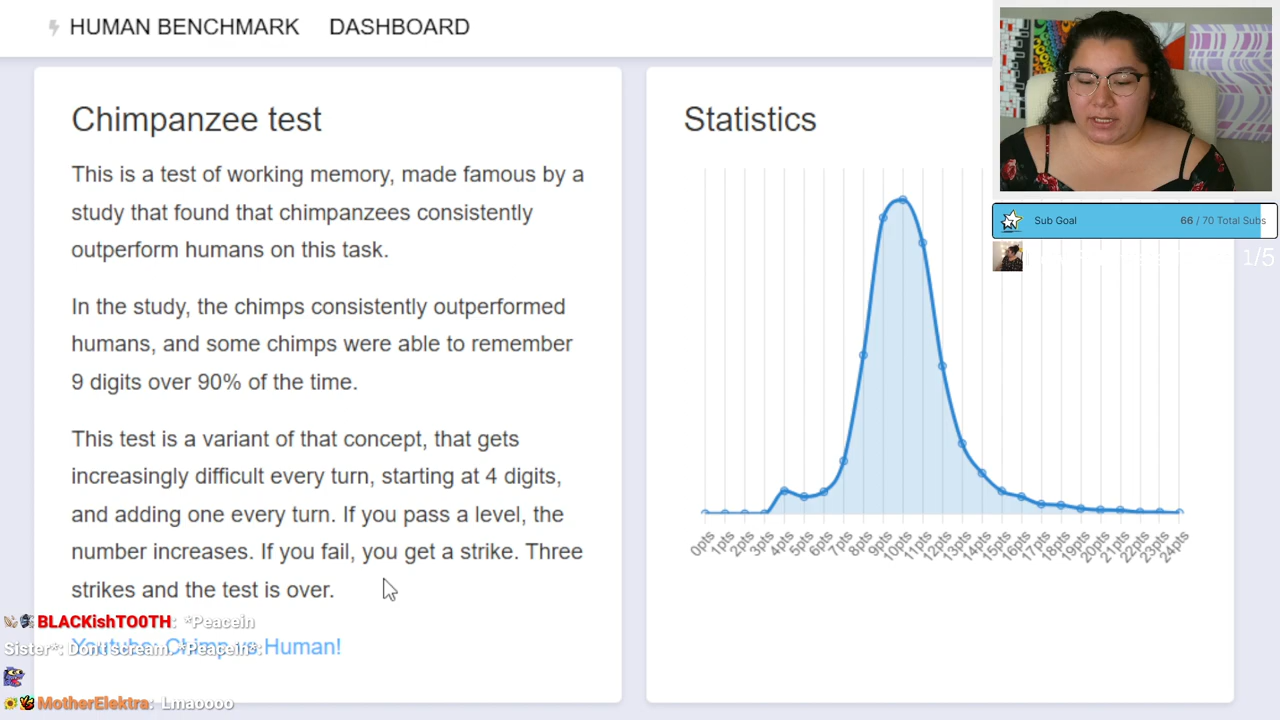 HUMAN BENCHMARK DASHBOARD
Chimpanzee test
This is a test of working memory, made famous by a
study that found that chimpanzees consistently
outperform humans on this task.
In the study, the chimps consistently outperformed
humans, and some chimps were able to remember
9 digits over 90% of the time.
This test is a variant of that concept, that gets
increasingly difficult every turn, starting at 4 digits,
and adding one every turn. If you pass a level, the
number increases. If you fail, you get a strike. Three
strikes and the test is over.
Youtube: Chimp vs Human!
BLACKishTO0TH: *Peacein
Sister*: Don't scream. *Peacein*:
MotherElektra: Lmaoooo
Statistics
0pts 1pts 2pts 3pts 4pts 5pts 6pts 7pts 8pts 9pts 10pts 11pts 12pts 13pts 14pts 15pts 16pts 17pts 18pts 19pts 20pts 21pts 22pts 23pts 24pts
Sub Goal 66 / 70 Total Subs
1/5